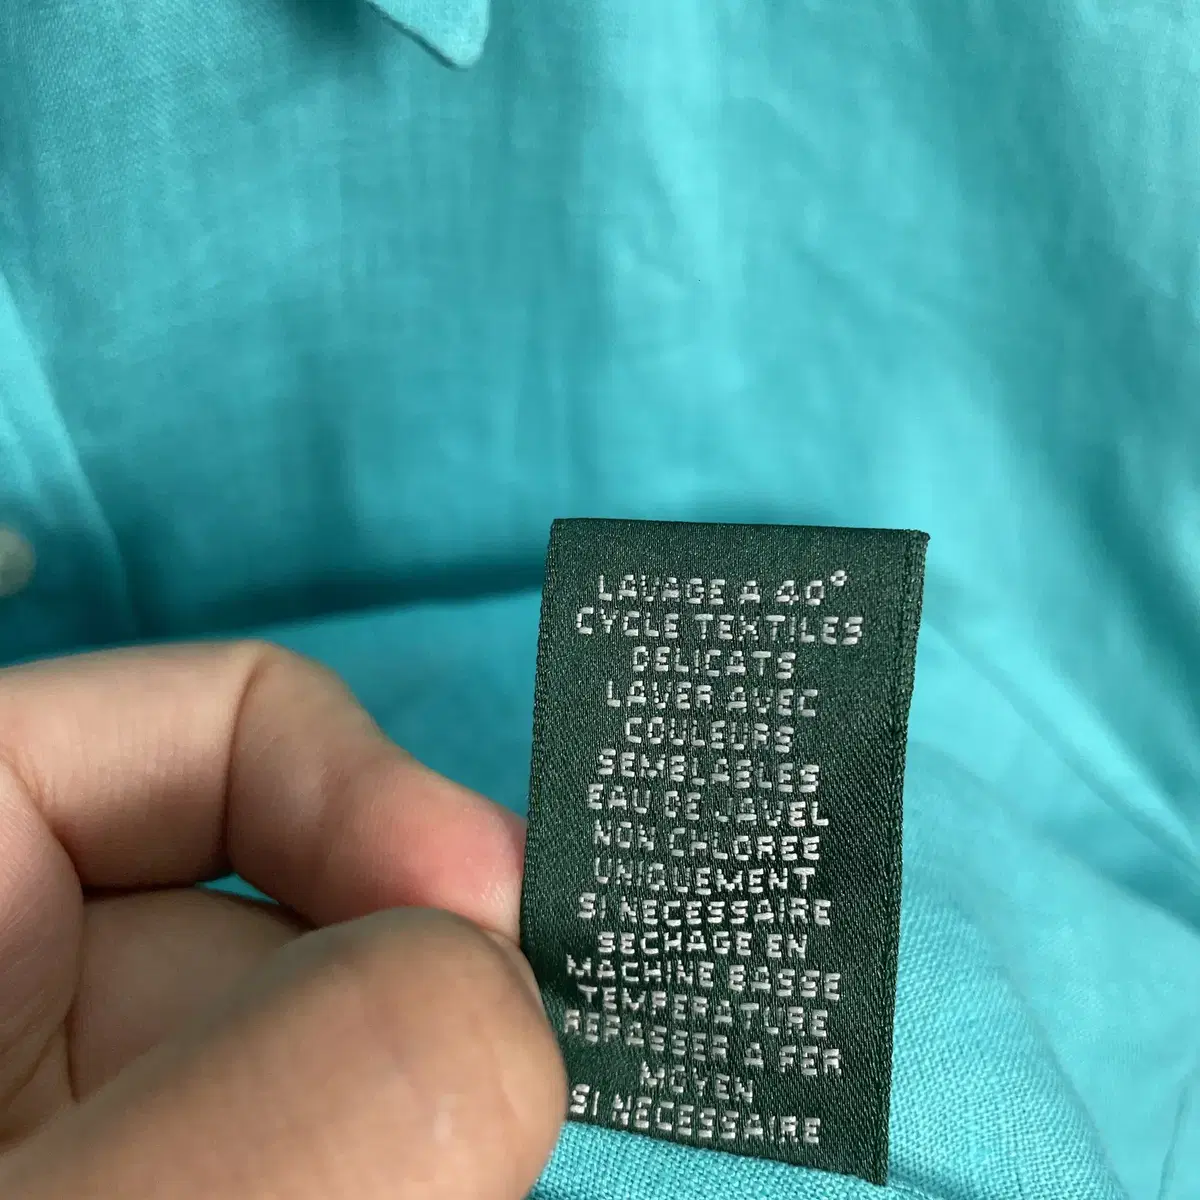 LAVAGE A 40°
CYCLE TEXTILES
DELICATS
LAVER AVEC
COULEURS
SEMBLABLES
EAU DE JAVEL
NON CHLOREE
UNIQUEMENT
SI NECESSAIRE
SECHAGE EN
MACHINE BASSE
TEMPERATURE
REPASSER A FER
MOYEN
SI NECESSAIRE